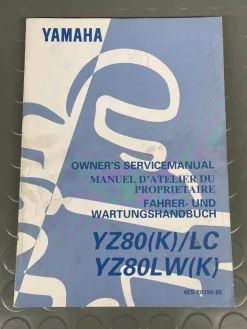 YAMAHA
OWNER'S SERVICEMANUAL
MANUEL D'ATELIER DU
PROPRIETAIRE
FAHRER- UND
WARTUNGSHANDBUCH
YZ80(K)/LC
YZ80LW(K)